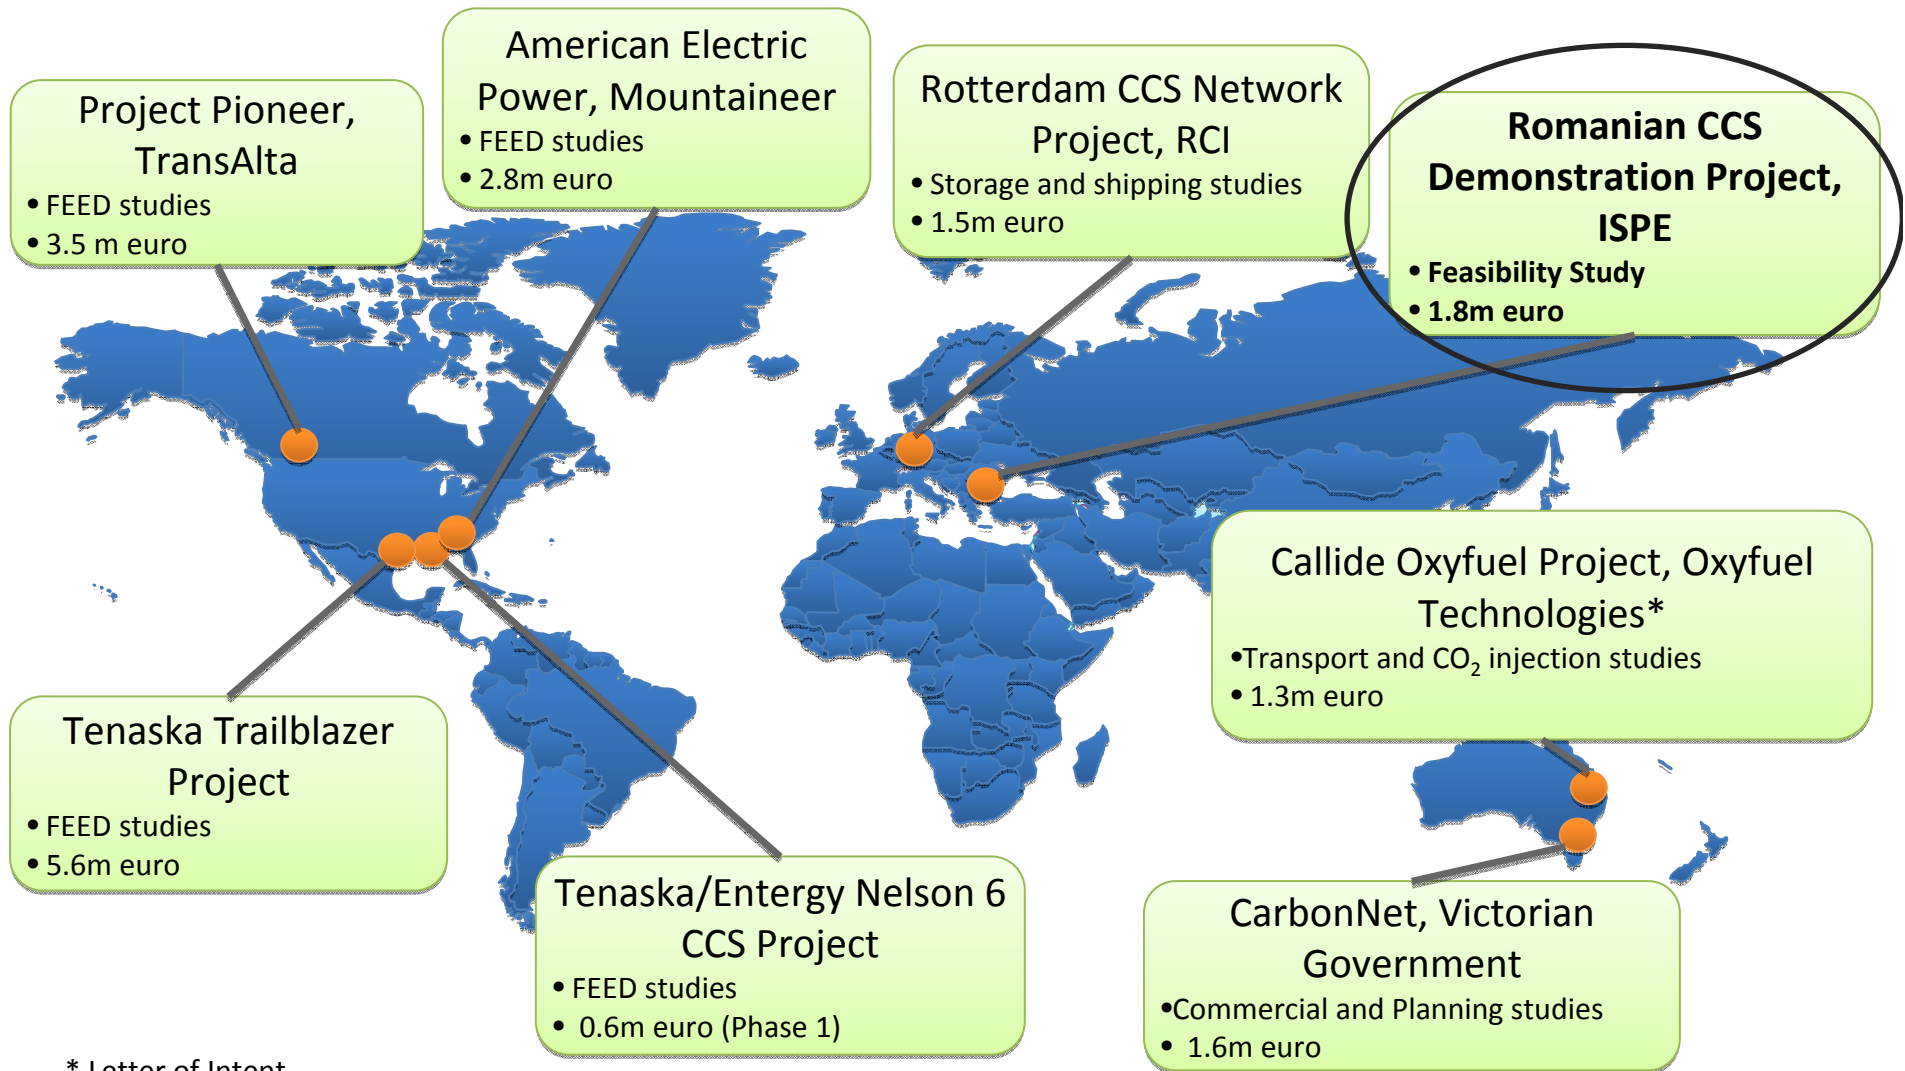 Project Pioneer,
TransAlta
• FEED studies
• 3.5 m euro
American Electric
Power, Mountaineer
• FEED studies
• 2.8m euro
Rotterdam CCS Network
Project, RCI
• Storage and shipping studies
• 1.5m euro
Romanian CCS
Demonstration Project,
ISPE
• Feasibility Study
• 1.8m euro
Callide Oxyfuel Project, Oxyfuel
Technologies*
•Transport and CO₂ injection studies
• 1.3m euro
Tenaska Trailblazer
Project
• FEED studies
• 5.6m euro
Tenaska/Entergy Nelson 6
CCS Project
• FEED studies
• 0.6m euro (Phase 1)
CarbonNet, Victorian
Government
•Commercial and Planning studies
• 1.6m euro
* Letter of Intent